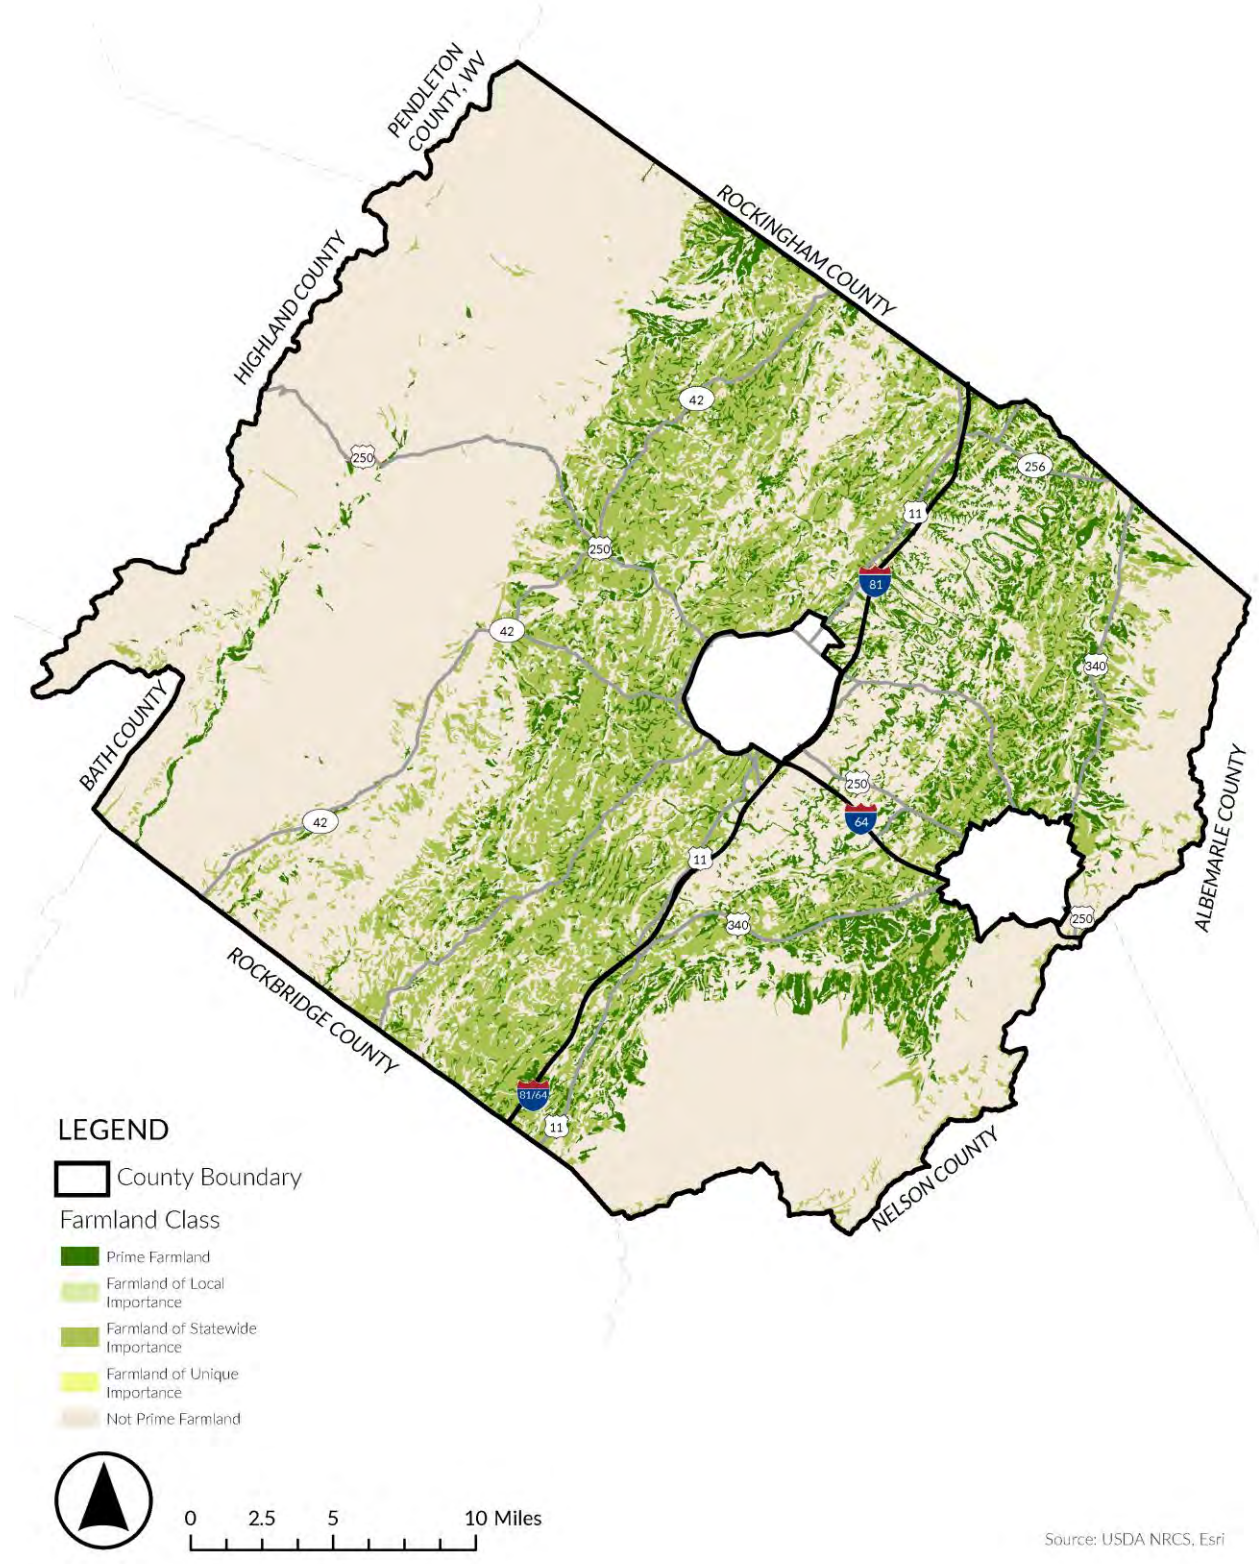 PENDLETON
COUNTY, WV
ROCKINGHAM COUNTY
HIGHLAND COUNTY
42
250
256
11
250
81
42
340
BATH COUNTY
250
42
64
11
ALBEMARLE COUNTY
340
250
ROCKBRIDGE COUNTY
81/64
11
NELSON COUNTY
LEGEND
County Boundary
Farmland Class
Prime Farmland
Farmland of Local
Importance
Farmland of Statewide
Importance
Farmland of Unique
Importance
Not Prime Farmland
0 2.5 5 10 Miles
Source: USDA NRCS, Esri